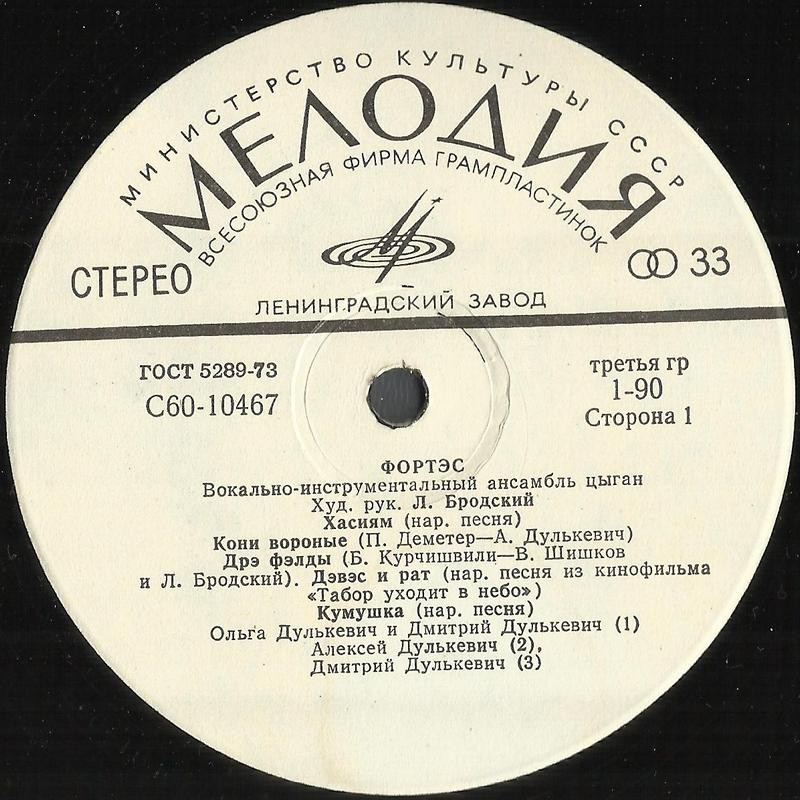 МИНИСТЕРСТВО КУЛЬТУРЫ СССР
МЕЛОДИЯ
ВСЕСОЮЗНАЯ ФИРМА ГРАМПЛАСТИНОК
СТЕРЕО
33
ЛЕНИНГРАДСКИЙ ЗАВОД
ГОСТ 5289-73
С60-10467
третья гр
1-90
Сторона 1
ФОРТЭС
Вокально-инструментальный ансамбль цыган
Худ. рук. Л. Бродский
Хасиям (нар. песня)
Кони вороные (П. Деметер—А. Дулькевич)
Дрэ фэлды (Б. Курчишвили—В. Шишков
и Л. Бродский). Дэвэс и рат (нар. песня из кинофильма
«Табор уходит в небо»)
Кумушка (нар. песня)
Ольга Дулькевич и Дмитрий Дулькевич (1)
Алексей Дулькевич (2),
Дмитрий Дулькевич (3)